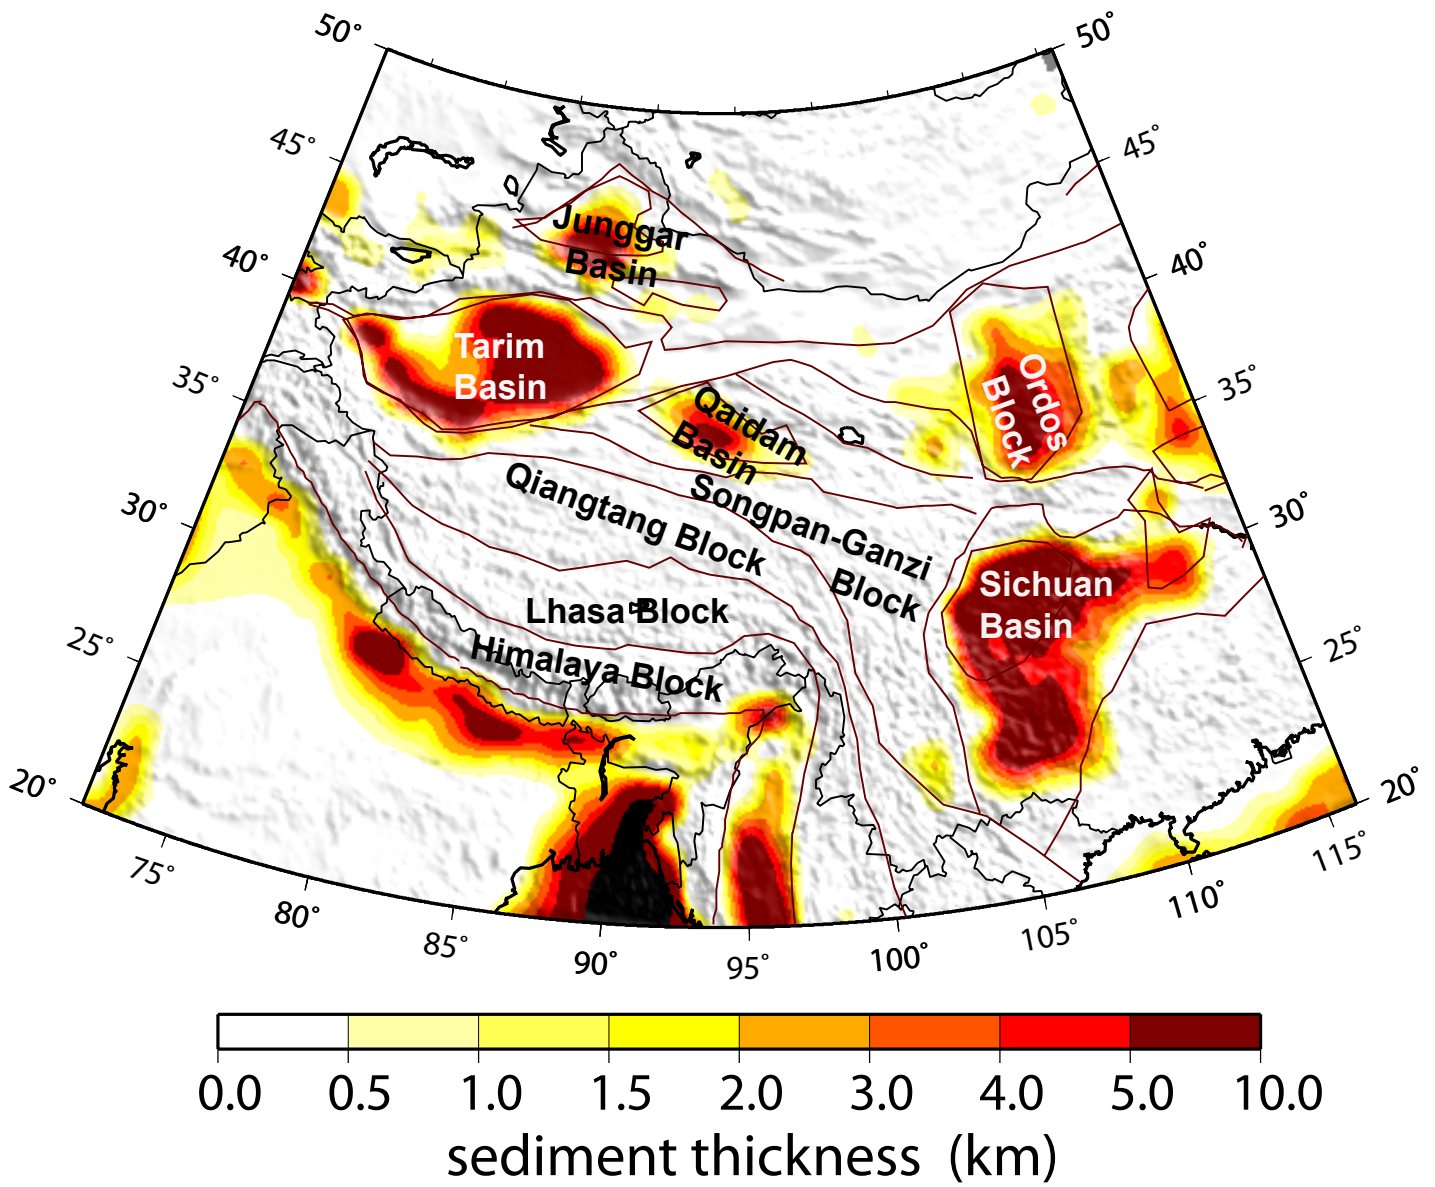 50°
50°
45°
45°
40°
40°
35°
35°
30°
30°
25°
25°
20°
20°
75°
80°
85°
90°
95°
100°
105°
110°
115°
Junggar
Basin
Tarim
Basin
Qaidam
Basin
Ordos
Block
Qiangtang Block
Songpan-Ganzi
Block
Lhasa Block
Himalaya Block
Sichuan
Basin
0.0 0.5 1.0 1.5 2.0 3.0 4.0 5.0 10.0
sediment thickness (km)